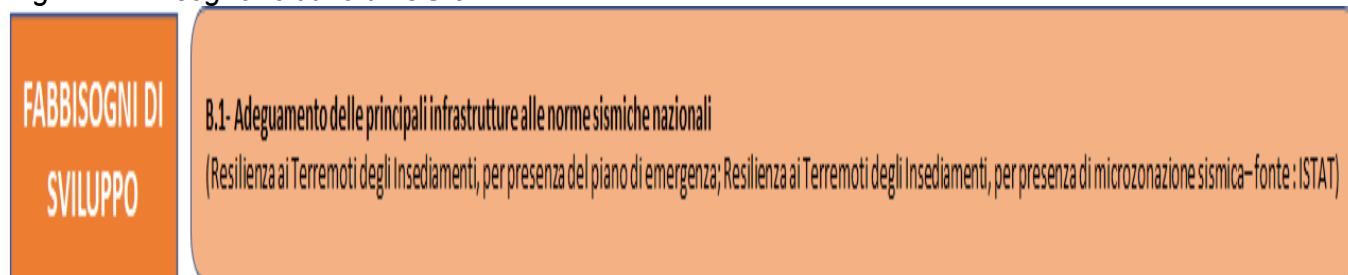 FABBISOGNI DI
SVILUPPO
B.1- Adeguamento delle principali infrastrutture alle norme sismiche nazionali
(Resilienza ai Terremoti degli Insediamenti, per presenza del piano di emergenza; Resilienza ai Terremoti degli Insediamenti, per presenza di microzonazione sismica–fonte : ISTAT)